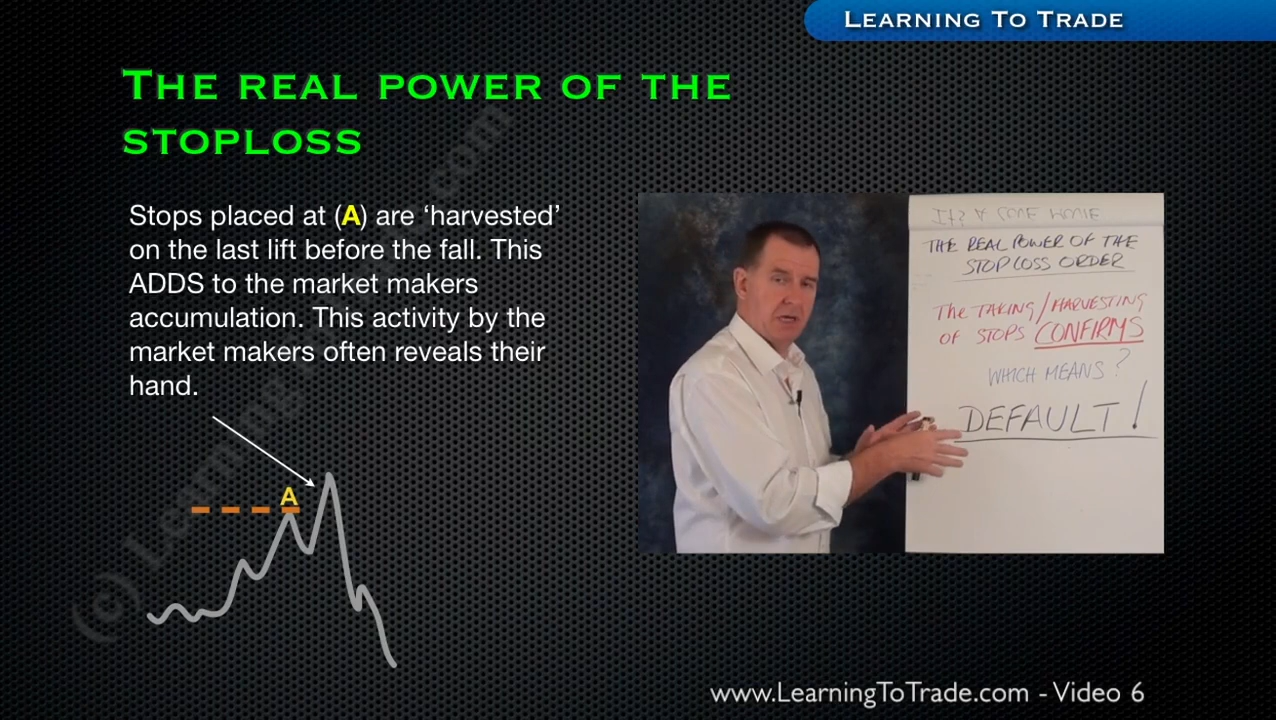 LEARNING TO TRADE
THE REAL POWER OF THE
STOPLOSS
Stops placed at (A) are ‘harvested’
on the last lift before the fall. This
ADDS to the market makers
accumulation. This activity by the
market makers often reveals their
hand.
A
THE REAL POWER OF THE
STOP LOSS ORDER
THE TAKING/HARVESTING
OF STOPS CONFIRMS
WHICH MEANS?
DEFAULT!
(c) Learning
.com
www.LearningToTrade.com - Video 6